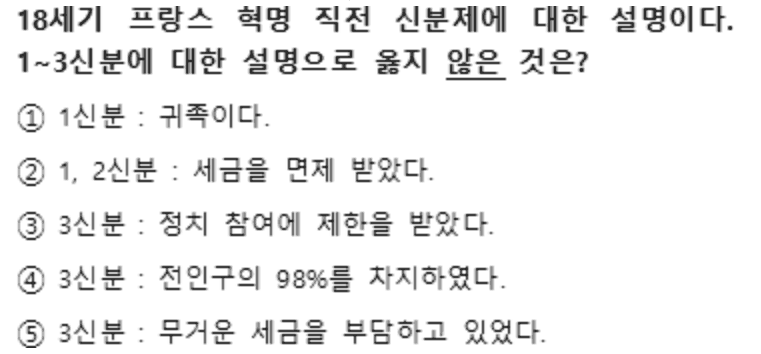 18세기 프랑스 혁명 직전 신분제에 대한 설명이다.
1~3신분에 대한 설명으로 옳지 않은 것은?
① 1신분 : 귀족이다.
② 1, 2신분 : 세금을 면제 받았다.
③ 3신분 : 정치 참여에 제한을 받았다.
④ 3신분 : 전인구의 98%를 차지하였다.
⑤ 3신분 : 무거운 세금을 부담하고 있었다.